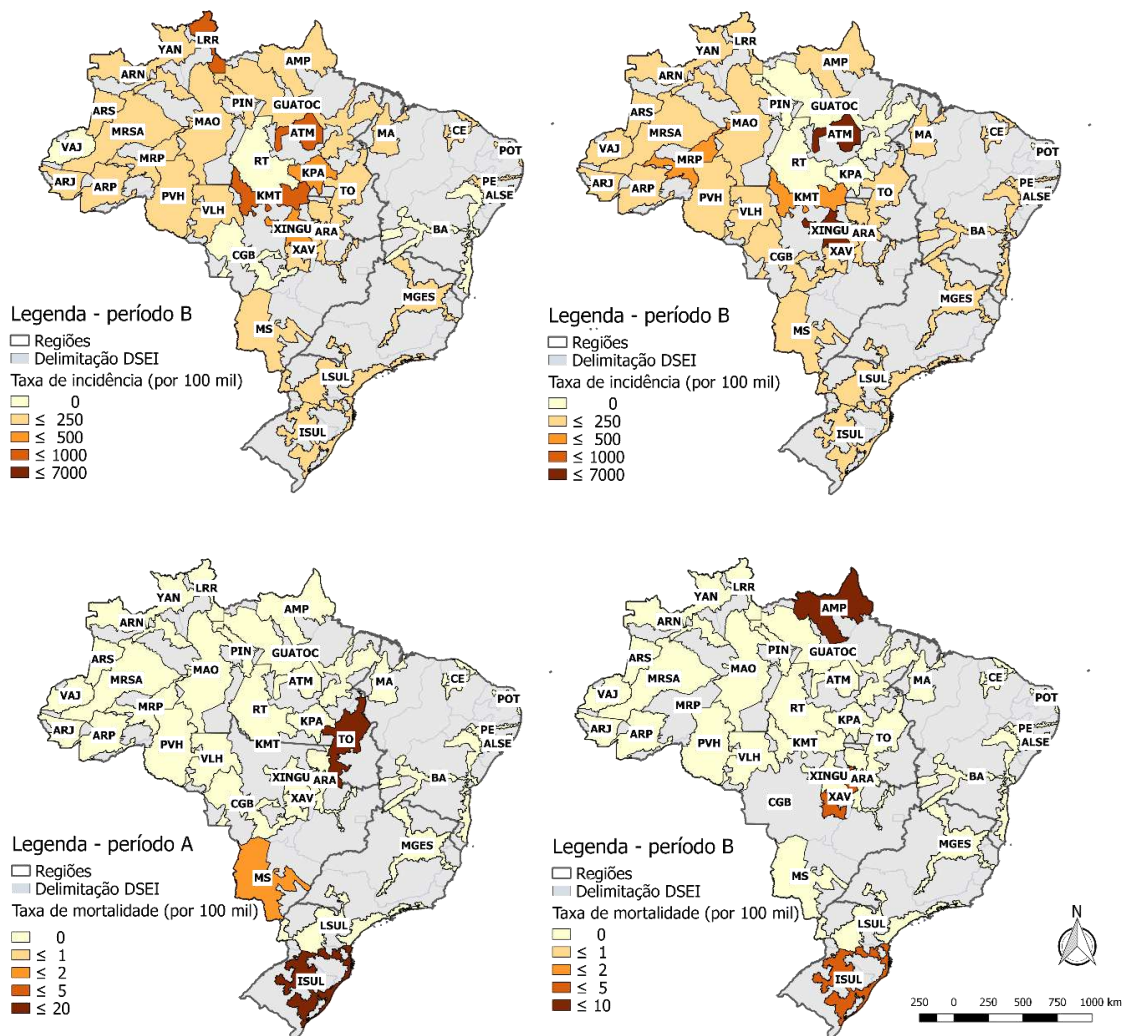 LRR
YAN
AMP
ARN
PIN
GUATOC
ARS
MAO
ATM
MA
CE
MRSA
POT
VAJ
MRP
RT
KPA
PE
ARJ
ARP
TO
ALSE
PVH
KMT
VLH
XINGU
ARA
BA
CGB
XAV
MGES
MS
LSUL
ISUL
Legenda - período B
Regiões
Delimitação DSEI
Taxa de incidência (por 100 mil)
0
≤ 250
≤ 500
≤ 1000
≤ 7000
LRR
YAN
AMP
ARN
PIN
GUATOC
ARS
MAO
ATM
MA
CE
MRSA
POT
VAJ
MRP
RT
KPA
PE
ARJ
ARP
TO
ALSE
PVH
KMT
VLH
XINGU
ARA
BA
CGB
XAV
MGES
MS
LSUL
ISUL
Legenda - período B
Regiões
Delimitação DSEI
Taxa de incidência (por 100 mil)
0
≤ 250
≤ 500
≤ 1000
≤ 7000
LRR
YAN
AMP
ARN
PIN
GUATOC
ARS
MAO
ATM
MA
CE
MRSA
POT
VAJ
MRP
RT
KPA
PE
ARJ
ARP
TO
ALSE
PVH
KMT
VLH
XINGU
ARA
BA
CGB
XAV
MGES
MS
LSUL
ISUL
Legenda - período A
Regiões
Delimitação DSEI
Taxa de mortalidade (por 100 mil)
0
≤ 1
≤ 2
≤ 5
≤ 20
LRR
YAN
AMP
ARN
PIN
GUATOC
ARS
MAO
ATM
MA
CE
MRSA
POT
VAJ
MRP
RT
KPA
PE
ARJ
ARP
TO
ALSE
PVH
KMT
VLH
XINGU
ARA
BA
CGB
XAV
MGES
MS
LSUL
ISUL
Legenda - período B
Regiões
Delimitação DSEI
Taxa de mortalidade (por 100 mil)
0
≤ 1
≤ 2
≤ 5
≤ 10
N
250 0 250 500 750 1000 km